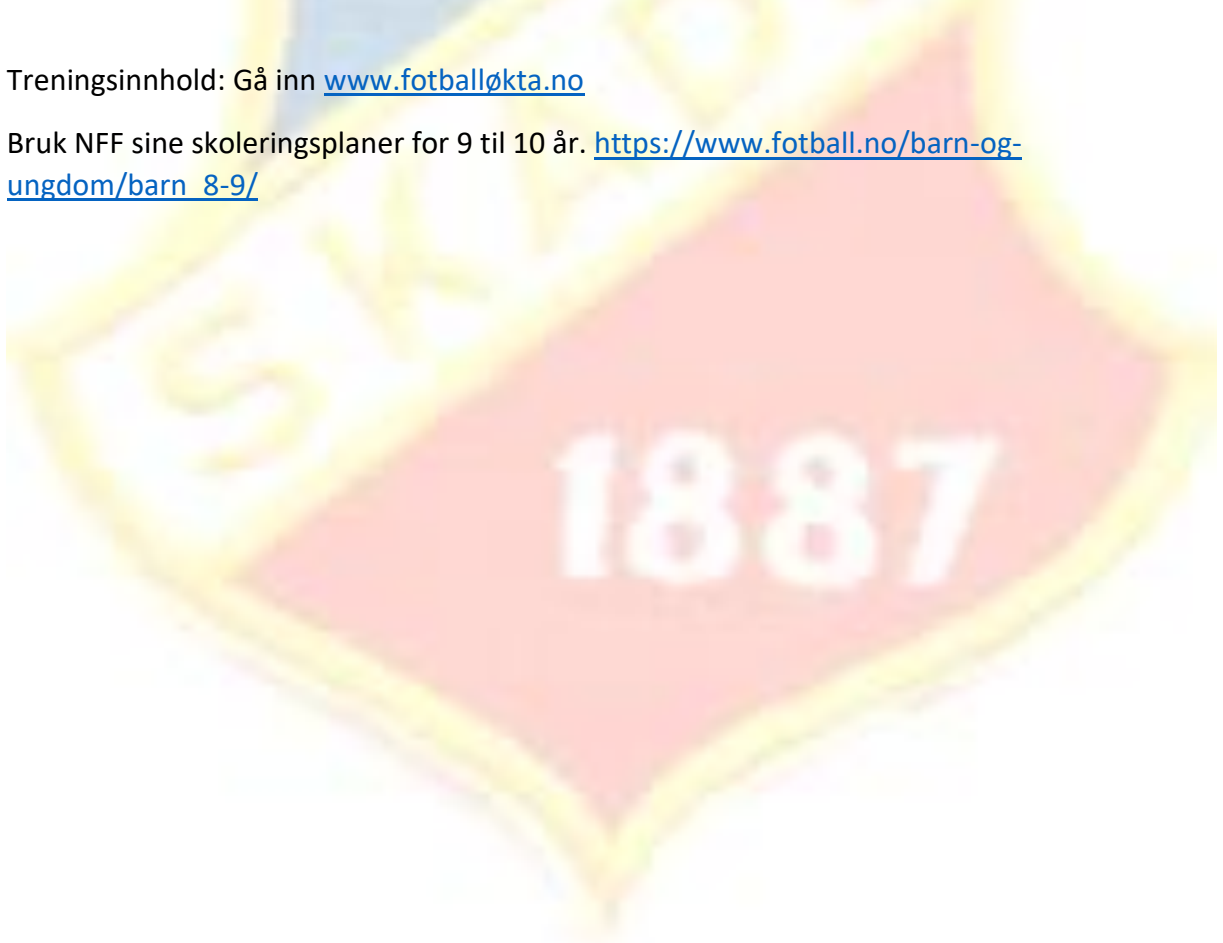 Treningsinnhold: Gå inn www.fotballøkta.no
Bruk NFF sine skoleringsplaner for 9 til 10 år. https://www.fotball.no/barn-og-
ungdom/barn_8-9/
SKAD
1887